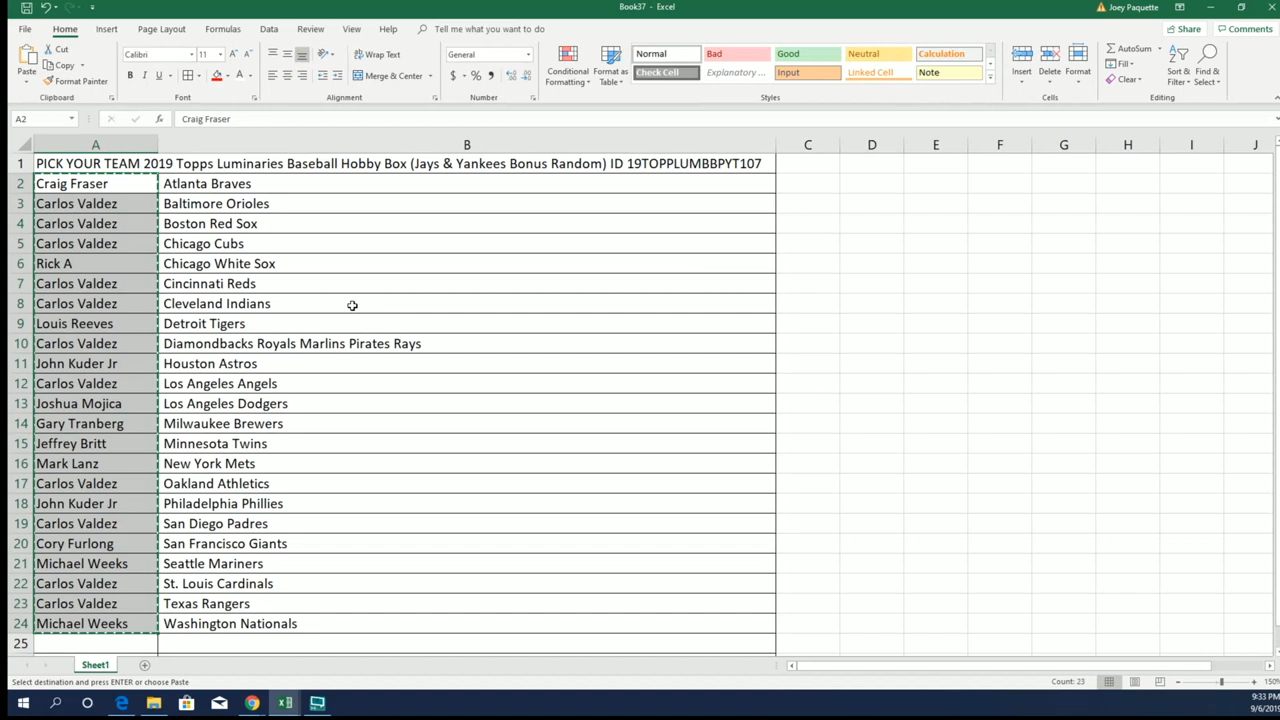 Book37 - Excel
Joey Paquette
File Home Insert Page Layout Formulas Data Review View Help Tell me what you want to do Share Comments
Paste Cut Copy Format Painter Clipboard
Calibri 11 B I U A Font
Wrap Text Merge & Center Alignment
General $ % , Number
Conditional Formatting Format as Table
Normal Bad Good Neutral Calculation
Check Cell Explanatory ... Input Linked Cell Note
Styles
Insert Delete Format Cells
AutoSum Fill Clear Sort & Filter Find & Select Editing
A2 fx Craig Fraser
A B C D E F G H I J
1 PICK YOUR TEAM 2019 Topps Luminaries Baseball Hobby Box (Jays & Yankees Bonus Random) ID 19TOPPLUMBBPYT107
2 Craig Fraser Atlanta Braves
3 Carlos Valdez Baltimore Orioles
4 Carlos Valdez Boston Red Sox
5 Carlos Valdez Chicago Cubs
6 Rick A Chicago White Sox
7 Carlos Valdez Cincinnati Reds
8 Carlos Valdez Cleveland Indians
9 Louis Reeves Detroit Tigers
10 Carlos Valdez Diamondbacks Royals Marlins Pirates Rays
11 John Kuder Jr Houston Astros
12 Carlos Valdez Los Angeles Angels
13 Joshua Mojica Los Angeles Dodgers
14 Gary Tranberg Milwaukee Brewers
15 Jeffrey Britt Minnesota Twins
16 Mark Lanz New York Mets
17 Carlos Valdez Oakland Athletics
18 John Kuder Jr Philadelphia Phillies
19 Carlos Valdez San Diego Padres
20 Cory Furlong San Francisco Giants
21 Michael Weeks Seattle Mariners
22 Carlos Valdez St. Louis Cardinals
23 Carlos Valdez Texas Rangers
24 Michael Weeks Washington Nationals
25
Sheet1
Select destination and press ENTER or choose Paste Count: 23 150%
9:33 PM
9/6/2019